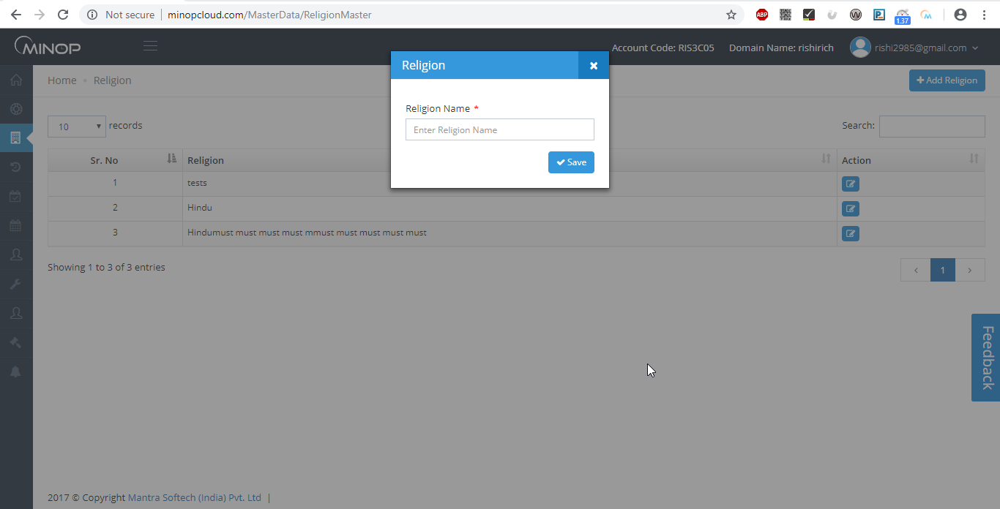 Not secure | minopcloud.com/MasterData/ReligionMaster
ABP
1.37
MINOP
Account Code: RIS3C05 Domain Name: rishirich rishi2985@gmail.com
Religion
Home Religion
Add Religion
Religion Name *
Enter Religion Name
Save
10 records
Search:
Sr. No Religion Action
1 tests
2 Hindu
3 Hindumust must must must mmust must must must must
Showing 1 to 3 of 3 entries
‹ 1 ›
Feedback
2017 © Copyright Mantra Softech (India) Pvt. Ltd |